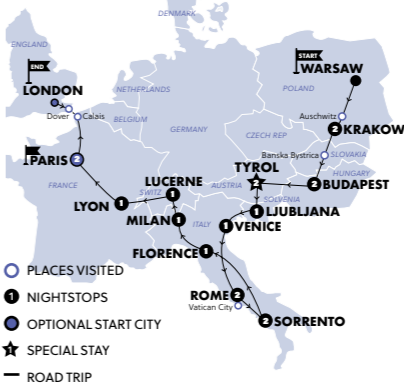 DENMARK
ENGLAND
END
LONDON
Dover
Calais
NETHERLANDS
BELGIUM
GERMANY
START
WARSAW
POLAND
Auschwitz
2
KRAKOW
CZECH REP
Banska Bystrica
SLOVAKIA
HUNGARY
2
BUDAPEST
TYROL
2
AUSTRIA
SOLVENIA
1
LJUBLJANA
1
VENICE
PARIS
2
FRANCE
LUCERNE
1
SWITZ
LYON
1
MILAN
1
ITALY
FLORENCE
1
ROME
2
Vatican City
2
SORRENTO
PLACES VISITED
1 NIGHTSTOPS
OPTIONAL START CITY
1 SPECIAL STAY
ROAD TRIP